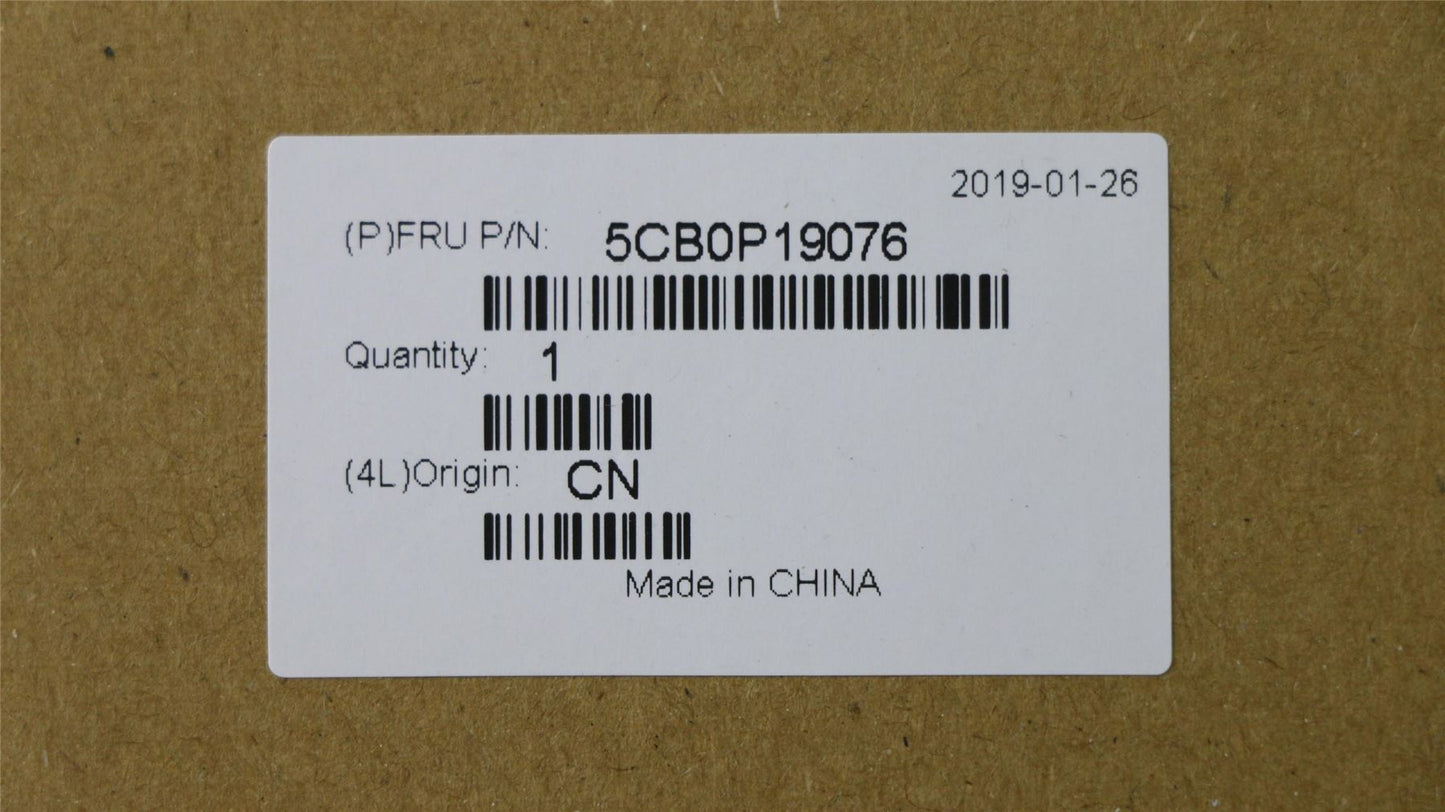 2019-01-26
(P)FRU P/N: 5CB0P19076
Quantity: 1
(4L)Origin: CN
Made in CHINA